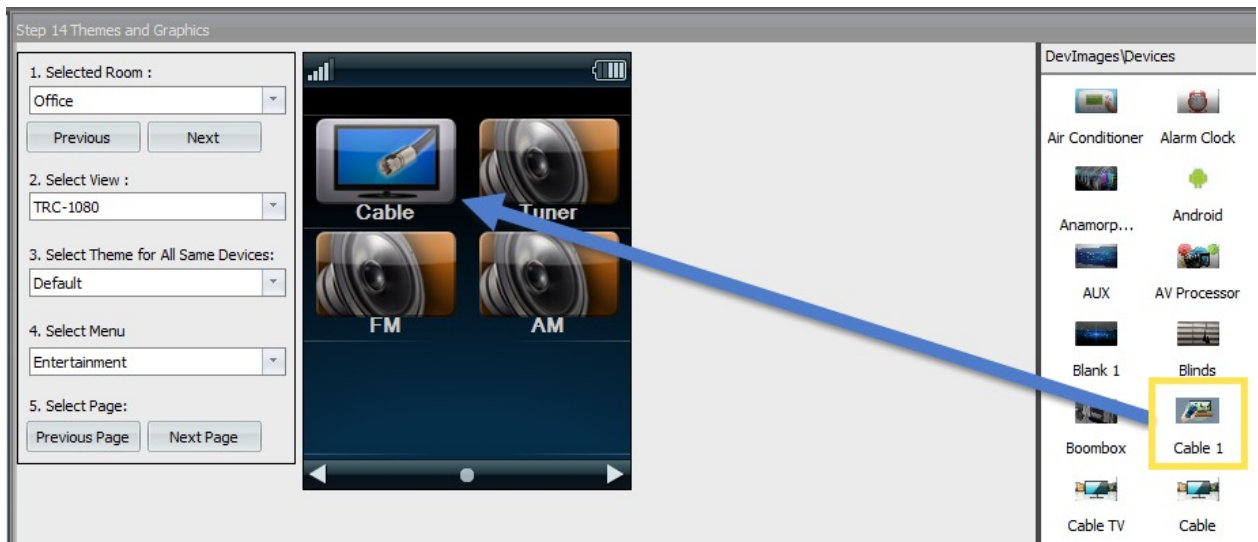 Step 14 Themes and Graphics
1. Selected Room :
Office
Previous Next
2. Select View :
TRC-1080
3. Select Theme for All Same Devices:
Default
4. Select Menu
Entertainment
5. Select Page:
Previous Page Next Page
Cable Tuner
FM AM
DevImages\Devices
Air Conditioner Alarm Clock
Anamorp... Android
AUX AV Processor
Blank 1 Blinds
Boombox Cable 1
Cable TV Cable